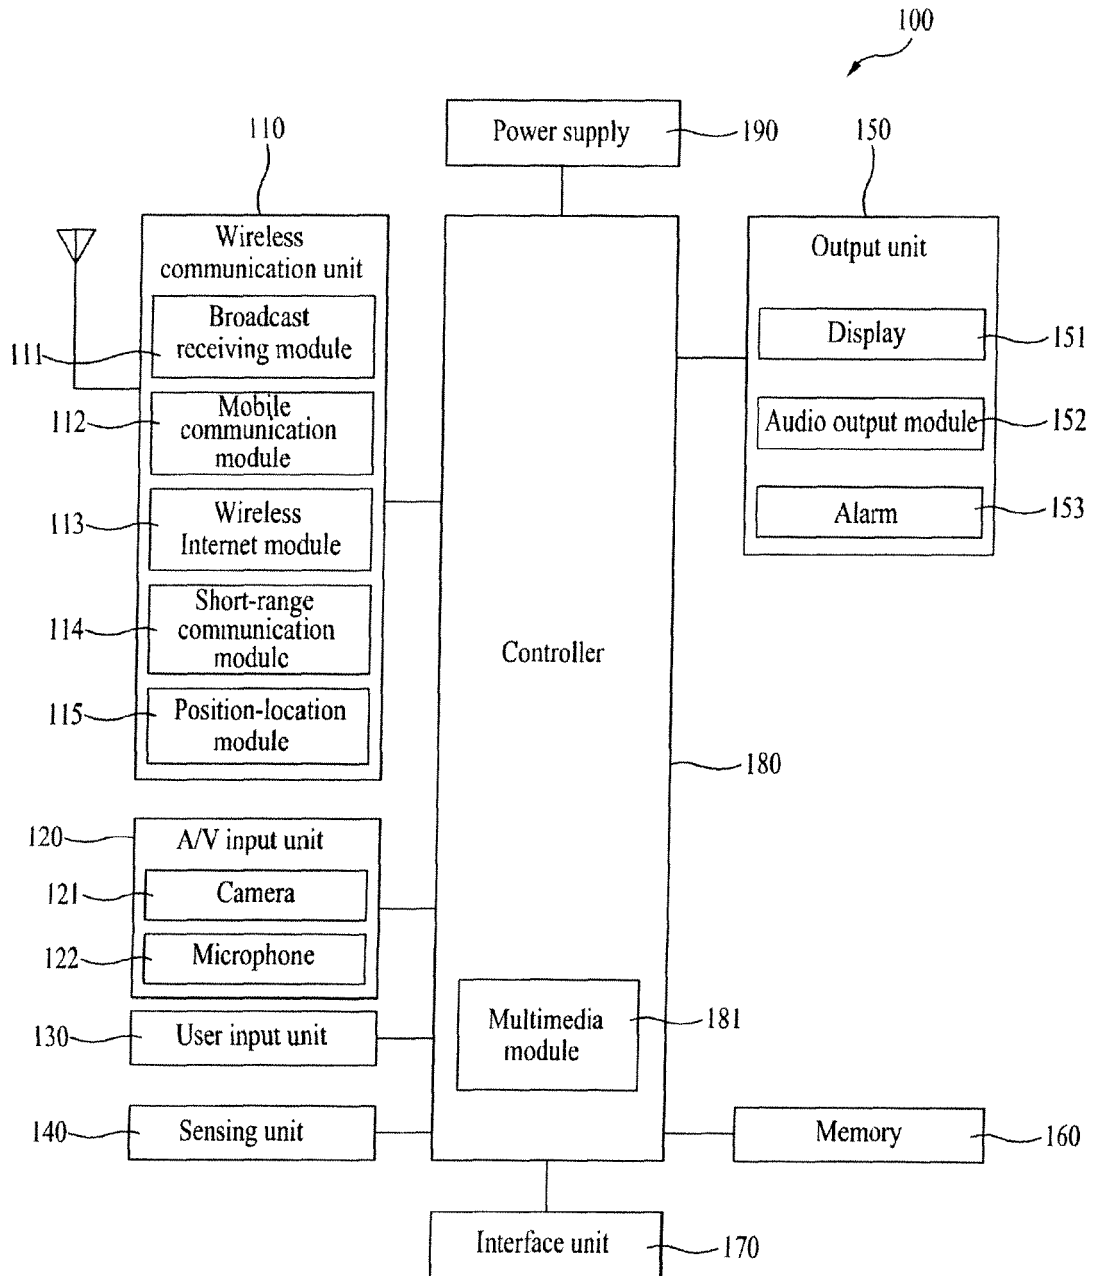 100
Power supply
190
110
150
Wireless
communication unit
Broadcast
receiving module
111
Mobile
communication
module
112
Wireless
Internet module
113
Short-range
communication
module
114
Position-location
module
115
Output unit
Display
151
Audio output module
152
Alarm
153
Controller
180
120
A/V input unit
121
Camera
122
Microphone
130
User input unit
Multimedia
module
181
140
Sensing unit
Memory
160
Interface unit
170